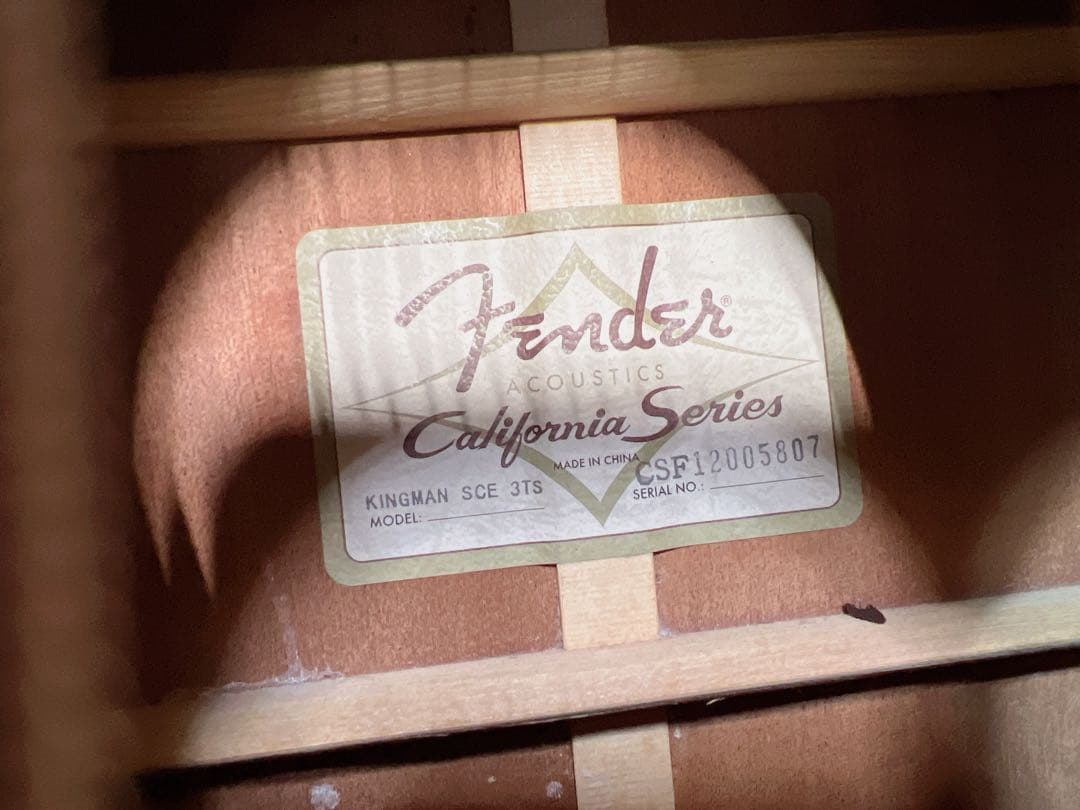 Fender®
ACOUSTICS
California Series
MADE IN CHINA
KINGMAN SCE 3TS
MODEL:
CSF12005807
SERIAL NO.: